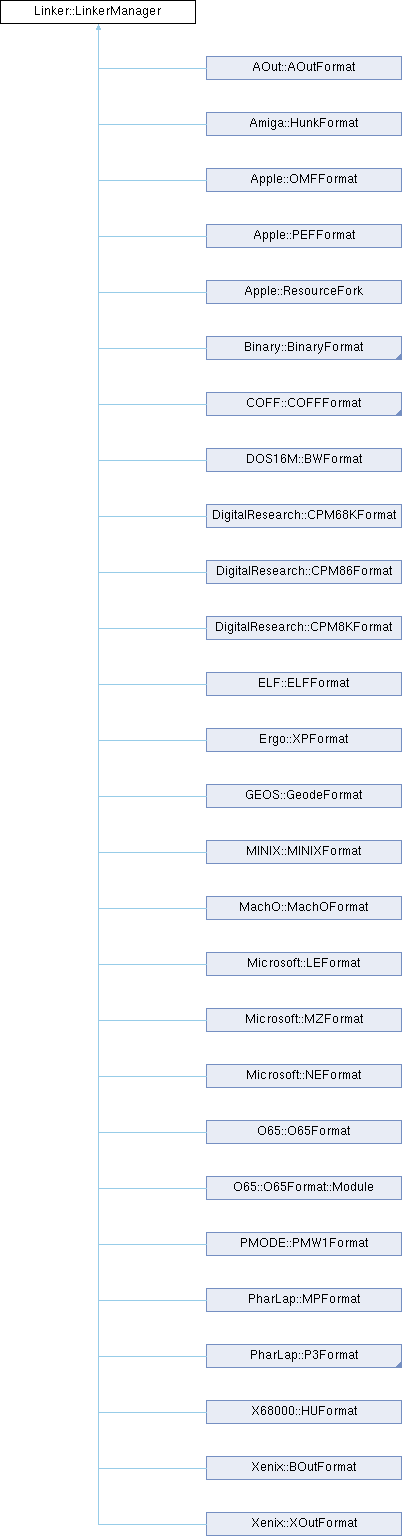 Linker::LinkerManager
AOut::AOutFormat
Amiga::HunkFormat
Apple::OMFFormat
Apple::PEFFormat
Apple::ResourceFork
Binary::BinaryFormat
COFF::COFFFormat
DOS16M::BWFormat
DigitalResearch::CPM68KFormat
DigitalResearch::CPM86Format
DigitalResearch::CPM8KFormat
ELF::ELFFormat
Ergo::XPFormat
GEOS::GeodeFormat
MINIX::MINIXFormat
MachO::MachOFormat
Microsoft::LEFormat
Microsoft::MZFormat
Microsoft::NEFormat
O65::O65Format
O65::O65Format::Module
PMODE::PMW1Format
PharLap::MPFormat
PharLap::P3Format
X68000::HUFormat
Xenix::BOutFormat
Xenix::XOutFormat